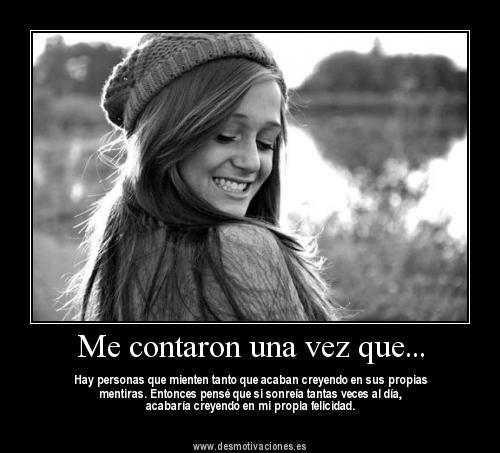 Me contaron una vez que...
Hay personas que mienten tanto que acaban creyendo en sus propias
mentiras. Entonces pensé que si sonreía tantas veces al día,
acabaría creyendo en mi propia felicidad.
www.desmotivaciones.es